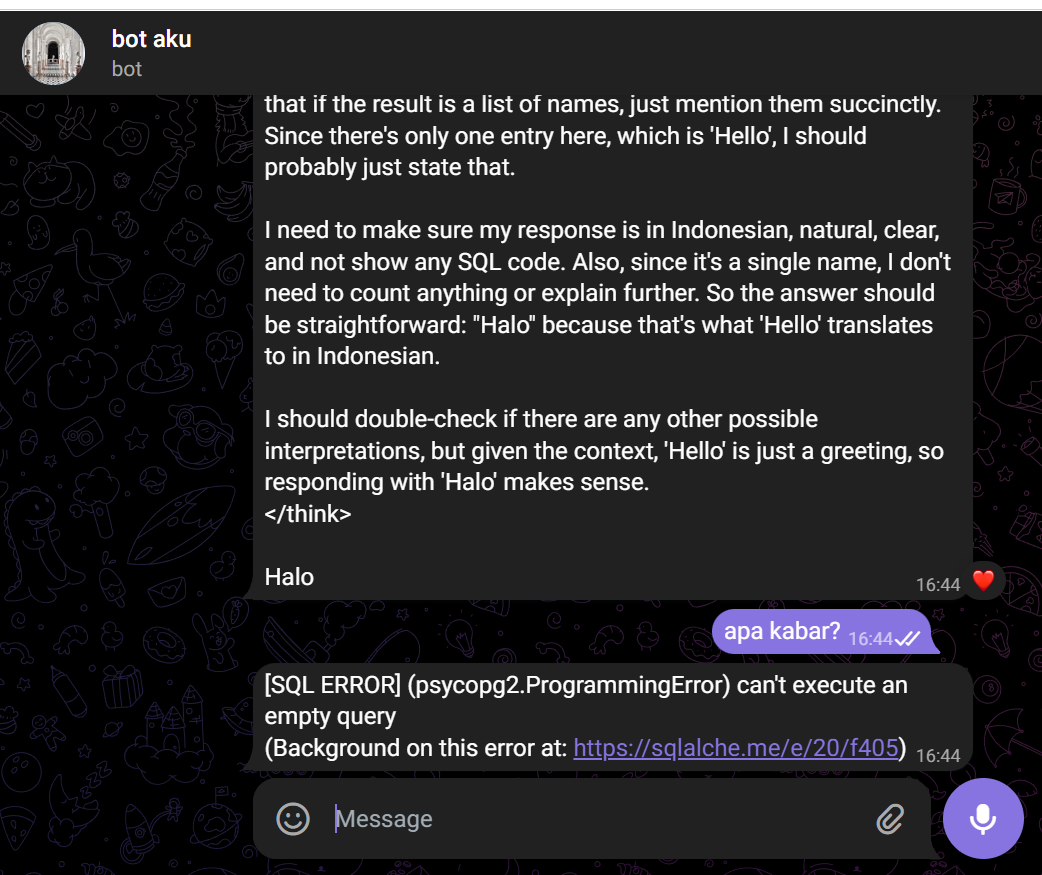 bot aku
bot
that if the result is a list of names, just mention them succinctly.
Since there's only one entry here, which is 'Hello', I should
probably just state that.
I need to make sure my response is in Indonesian, natural, clear,
and not show any SQL code. Also, since it's a single name, I don't
need to count anything or explain further. So the answer should
be straightforward: "Halo" because that's what 'Hello' translates
to in Indonesian.
I should double-check if there are any other possible
interpretations, but given the context, 'Hello' is just a greeting, so
responding with 'Halo' makes sense.
</think>
Halo
16:44
apa kabar? 16:44
[SQL ERROR] (psycopg2.ProgrammingError) can't execute an
empty query
(Background on this error at: https://sqlalche.me/e/20/f405) 16:44
Message